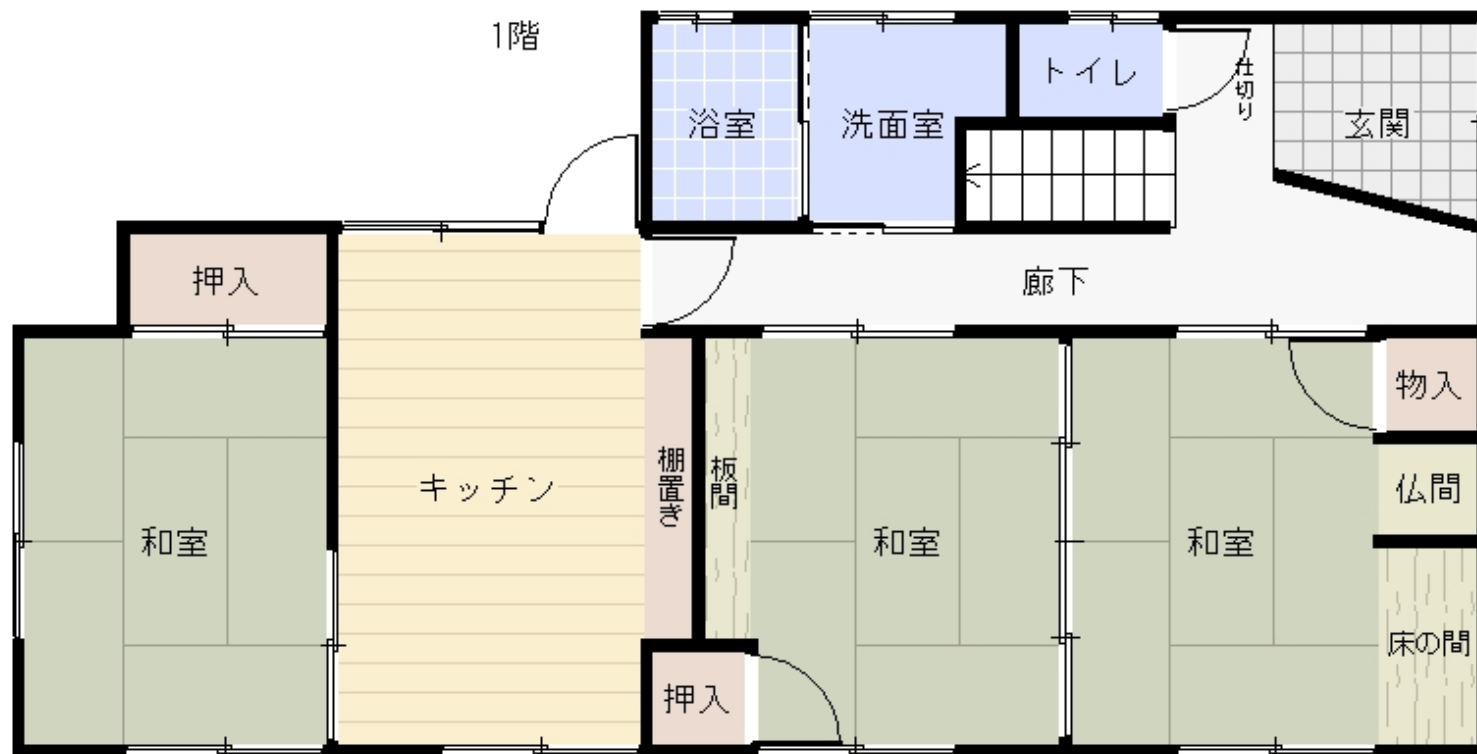 1階
浴室
洗面室
トイレ
仕切り
玄関
押入
廊下
和室
キッチン
棚置き
板間
和室
和室
物入
仏間
床の間
押入